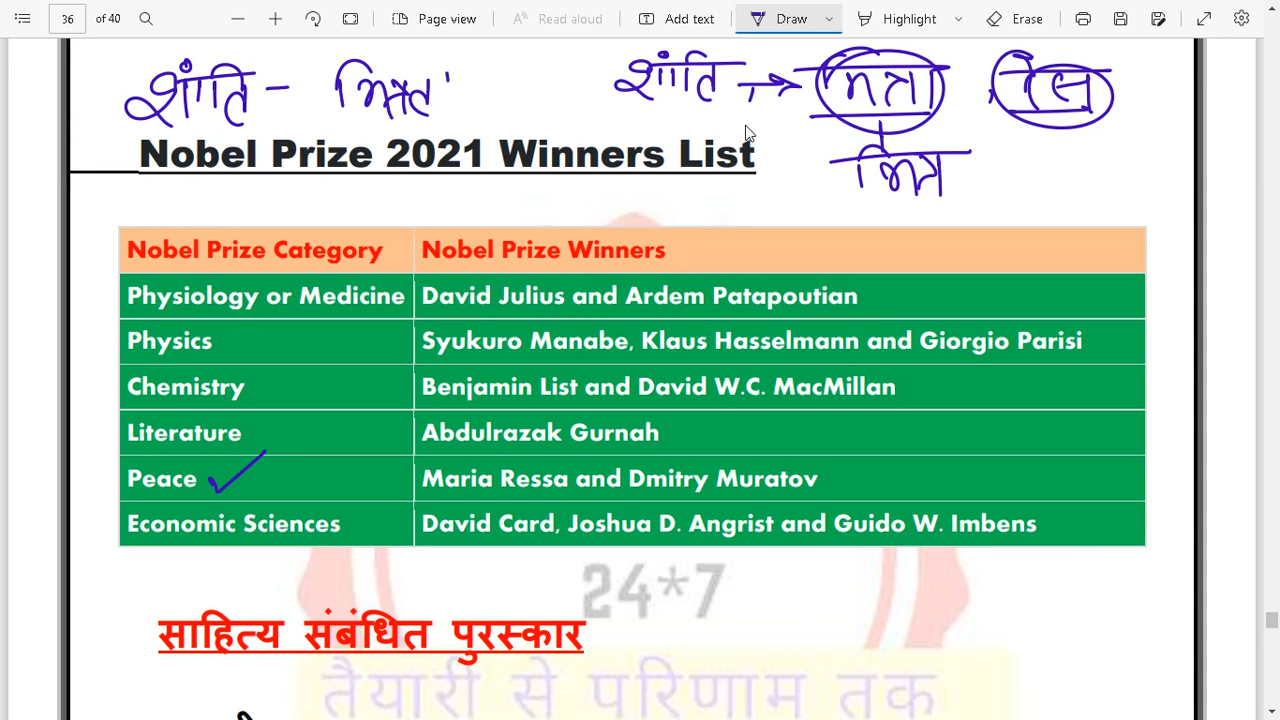 36 of 40 Page view Read aloud Add text Draw Highlight Erase
शांति - शांति →
Nobel Prize 2021 Winners List
Nobel Prize Category Nobel Prize Winners
Physiology or Medicine David Julius and Ardem Patapoutian
Physics Syukuro Manabe, Klaus Hasselmann and Giorgio Parisi
Chemistry Benjamin List and David W.C. MacMillan
Literature Abdulrazak Gurnah
Peace Maria Ressa and Dmitry Muratov
Economic Sciences David Card, Joshua D. Angrist and Guido W. Imbens
24*7
साहित्य संबंधित पुरस्कार
तैयारी से परिणाम तक